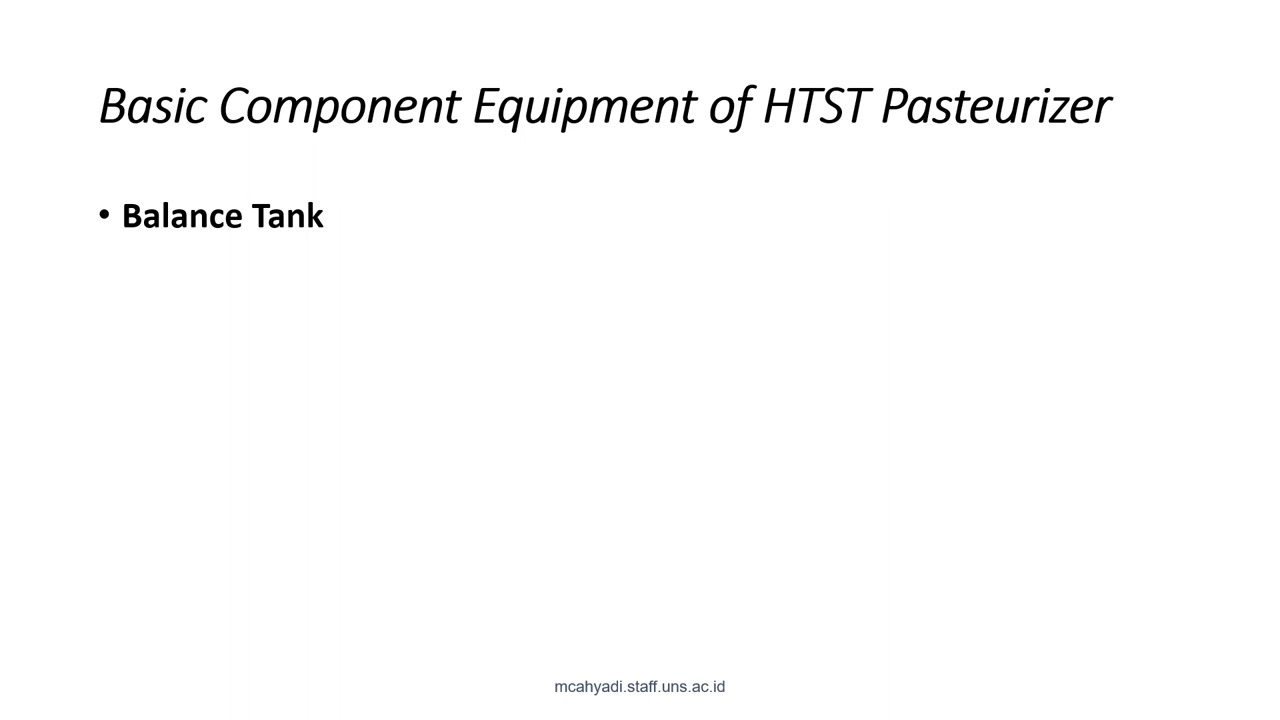 Basic Component Equipment of HTST Pasteurizer
• Balance Tank
mcahyadi.staff.uns.ac.id